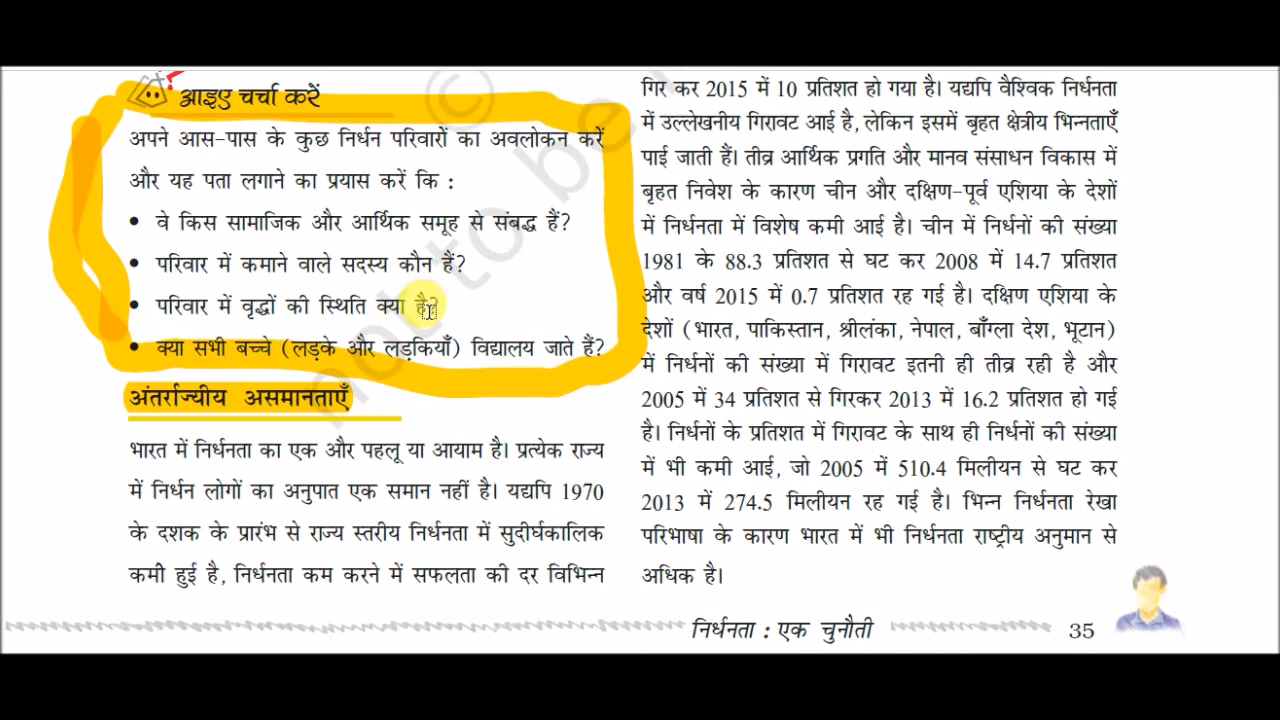 आइए चर्चा करें
अपने आस-पास के कुछ निर्धन परिवारों का अवलोकन करें
और यह पता लगाने का प्रयास करें कि :
• वे किस सामाजिक और आर्थिक समूह से संबद्ध हैं?
• परिवार में कमाने वाले सदस्य कौन हैं?
• परिवार में वृद्धों की स्थिति क्या है?
• क्या सभी बच्चे (लड़के और लड़कियाँ) विद्यालय जाते हैं?
अंतर्राज्यीय असमानताएँ
भारत में निर्धनता का एक और पहलू या आयाम है। प्रत्येक राज्य
में निर्धन लोगों का अनुपात एक समान नहीं है। यद्यपि 1970
के दशक के प्रारंभ से राज्य स्तरीय निर्धनता में सुदीर्घकालिक
कमी हुई है, निर्धनता कम करने में सफलता की दर विभिन्न
गिर कर 2015 में 10 प्रतिशत हो गया है। यद्यपि वैश्विक निर्धनता
में उल्लेखनीय गिरावट आई है, लेकिन इसमें बृहत क्षेत्रीय भिन्नताएँ
पाई जाती हैं। तीव्र आर्थिक प्रगति और मानव संसाधन विकास में
बृहत निवेश के कारण चीन और दक्षिण-पूर्व एशिया के देशों
में निर्धनता में विशेष कमी आई है। चीन में निर्धनों की संख्या
1981 के 88.3 प्रतिशत से घट कर 2008 में 14.7 प्रतिशत
और वर्ष 2015 में 0.7 प्रतिशत रह गई है। दक्षिण एशिया के
देशों (भारत, पाकिस्तान, श्रीलंका, नेपाल, बाँग्ला देश, भूटान)
में निर्धनों की संख्या में गिरावट इतनी ही तीव्र रही है और
2005 में 34 प्रतिशत से गिरकर 2013 में 16.2 प्रतिशत हो गई
है। निर्धनों के प्रतिशत में गिरावट के साथ ही निर्धनों की संख्या
में भी कमी आई, जो 2005 में 510.4 मिलीयन से घट कर
2013 में 274.5 मिलीयन रह गई है। भिन्न निर्धनता रेखा
परिभाषा के कारण भारत में भी निर्धनता राष्ट्रीय अनुमान से
अधिक है।
निर्धनता : एक चुनौती 35
© not to be r